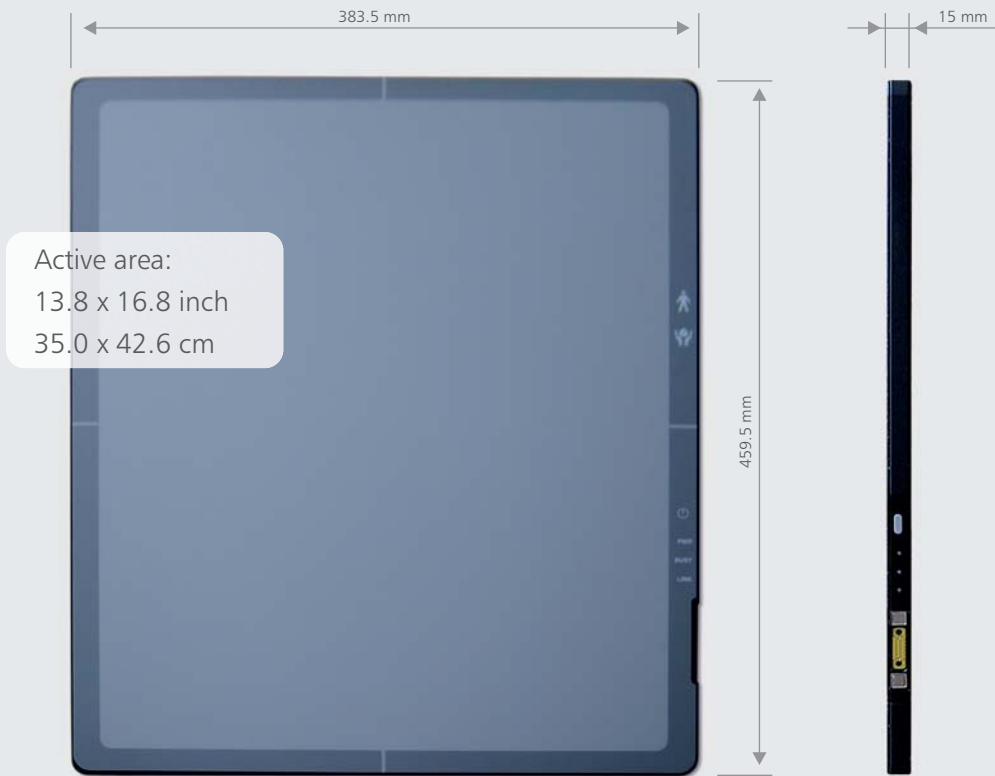 383.5 mm
15 mm
Active area:
13.8 x 16.8 inch
35.0 x 42.6 cm
459.5 mm
PWR
BUSY
LINK